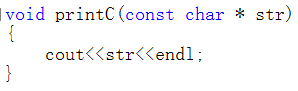 void printC(const char * str)
{
    cout<<str<<endl;
}